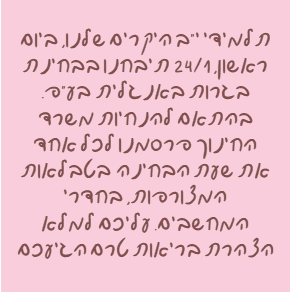 תלמידי י"ב היקרים שלנו, ביום
ראשון, 24/1 תיבחנו בבחינת
בגרות באנגלית בע"פ.
בהתאם להנחיות משרד
החינוך פרסמנו לכל אחד
את שעת הבחינה בטבלאות
המצורפות, בחדרי
המחשבים. עליכם למלא
הצהרת בריאות טרם הגיעכם